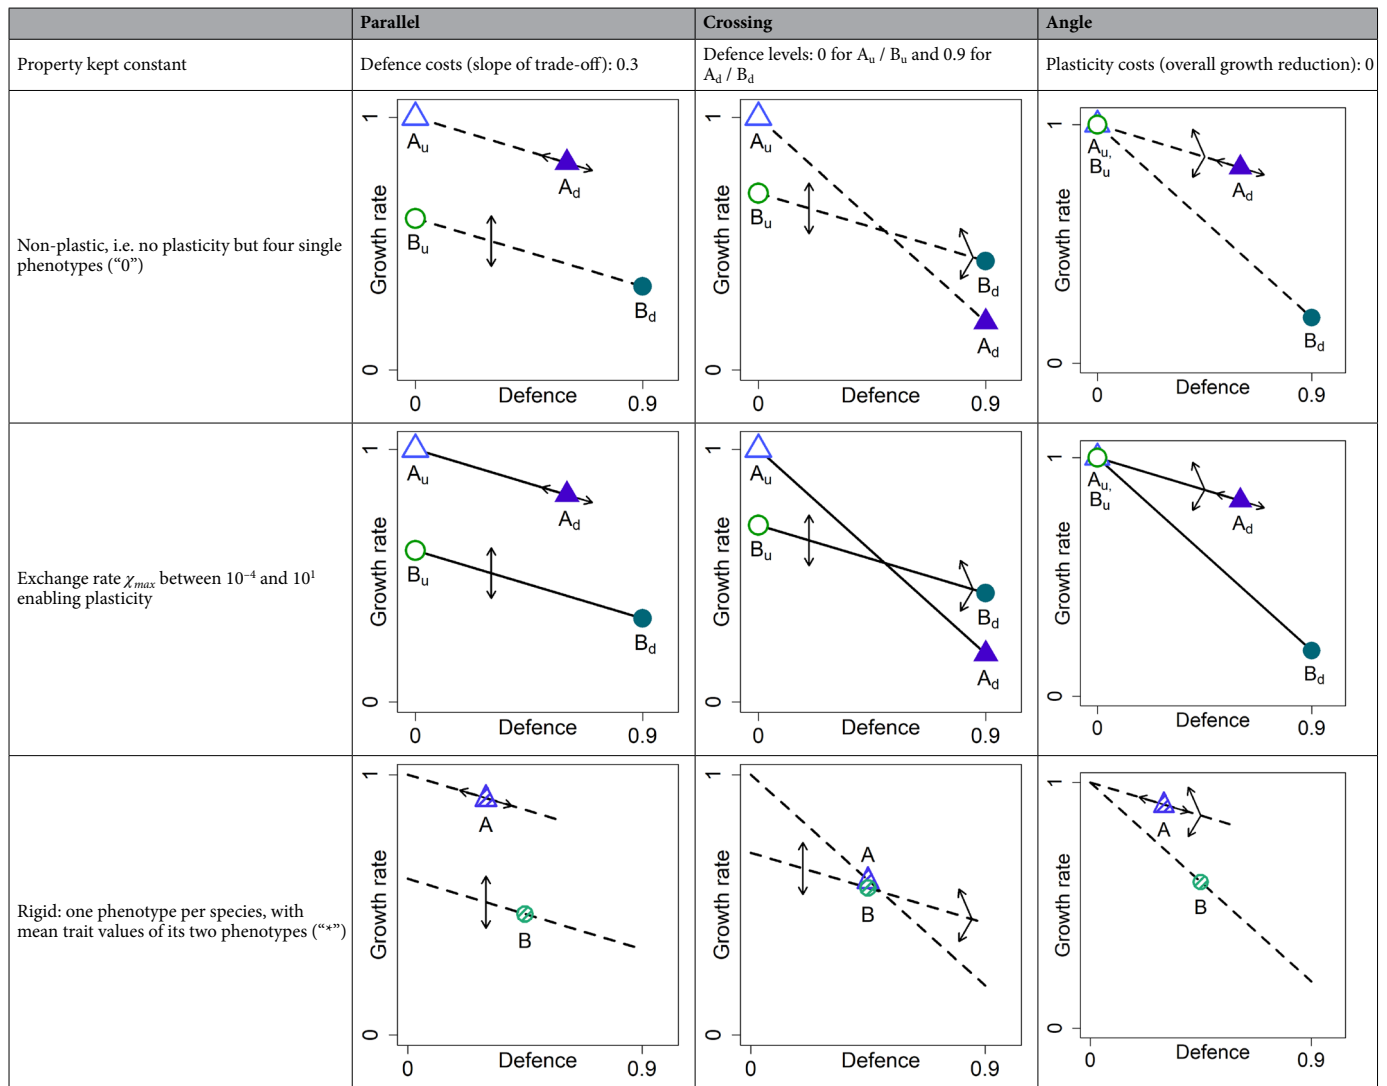 Parallel
Crossing
Angle
Property kept constant
Defence costs (slope of trade-off): 0.3
Defence levels: 0 for Au / Bu and 0.9 for
Ad / Bd
Plasticity costs (overall growth reduction): 0
Non-plastic, i.e. no plasticity but four single
phenotypes (“0”)
1
Au
Ad
Bu
Bd
Growth rate
0
0
Defence
0.9
1
Au
Bu
Bd
Ad
Growth rate
0
0
Defence
0.9
1
Au,
Bu
Ad
Bd
Growth rate
0
0
Defence
0.9
Exchange rate χmax between 10–4 and 101
enabling plasticity
1
Au
Ad
Bu
Bd
Growth rate
0
0
Defence
0.9
1
Au
Bu
Bd
Ad
Growth rate
0
0
Defence
0.9
1
Au,
Bu
Ad
Bd
Growth rate
0
0
Defence
0.9
Rigid: one phenotype per species, with
mean trait values of its two phenotypes (“*”)
1
A
B
Growth rate
0
0
Defence
0.9
1
A
B
Growth rate
0
0
Defence
0.9
1
A
B
Growth rate
0
0
Defence
0.9